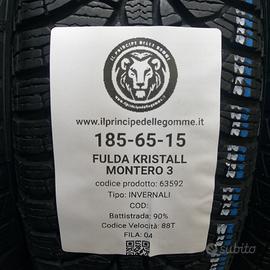 IL PRINCIPE DELLE GOMME
www.ilprincipedellegomme.it
185-65-15
FULDA KRISTALL
MONTERO 3
codice prodotto: 63592
Tipo: INVERNALI
COD:
Battistrada: 90%
Codice Velocità: 88T
FILA: 04
subito